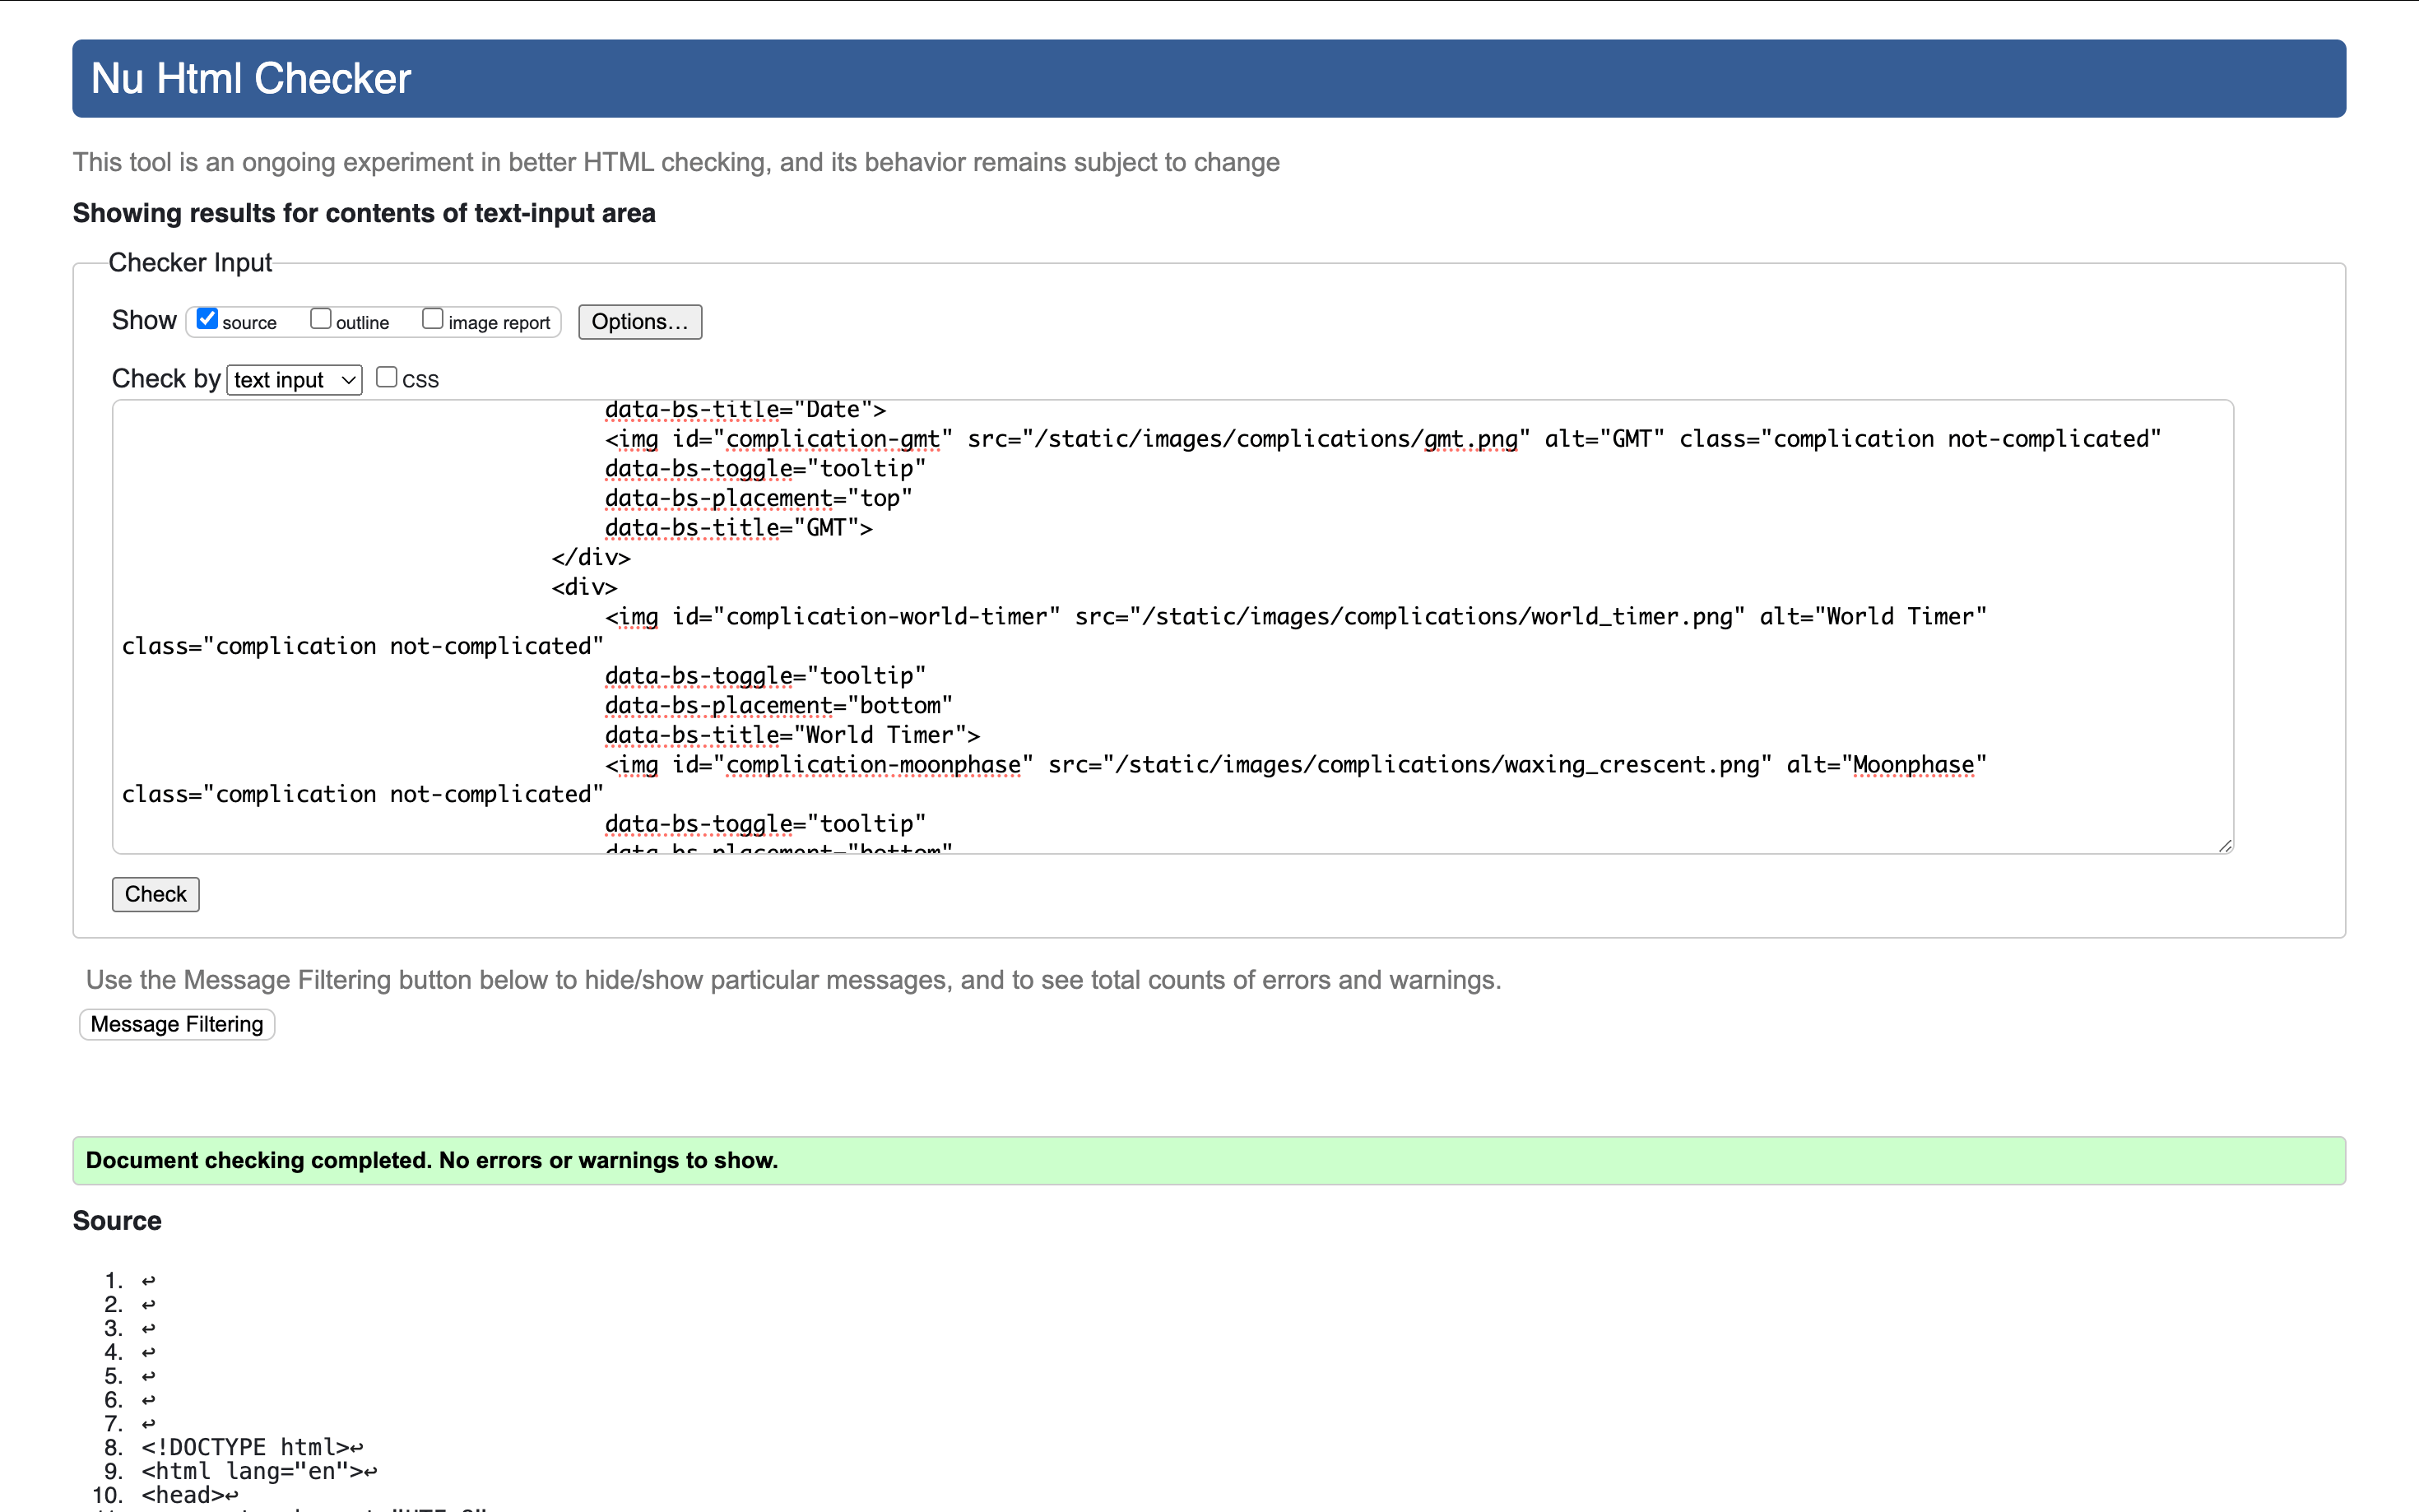 Nu Html Checker
This tool is an ongoing experiment in better HTML checking, and its behavior remains subject to change
Showing results for contents of text-input area
Checker Input
Show source outline image report Options...
Check by text input CSS
data-bs-title="Date">
<img id="complication-gmt" src="/static/images/complications/gmt.png" alt="GMT" class="complication not-complicated"
data-bs-toggle="tooltip"
data-bs-placement="top"
data-bs-title="GMT">
</div>
<div>
<img id="complication-world-timer" src="/static/images/complications/world_timer.png" alt="World Timer"
class="complication not-complicated"
data-bs-toggle="tooltip"
data-bs-placement="bottom"
data-bs-title="World Timer">
<img id="complication-moonphase" src="/static/images/complications/waxing_crescent.png" alt="Moonphase"
class="complication not-complicated"
data-bs-toggle="tooltip"
data-bs-placement="bottom"
Check
Use the Message Filtering button below to hide/show particular messages, and to see total counts of errors and warnings.
Message Filtering
Document checking completed. No errors or warnings to show.
Source
1. ↩
2. ↩
3. ↩
4. ↩
5. ↩
6. ↩
7. ↩
8. <!DOCTYPE html>↩
9. <html lang="en">↩
10. <head>↩